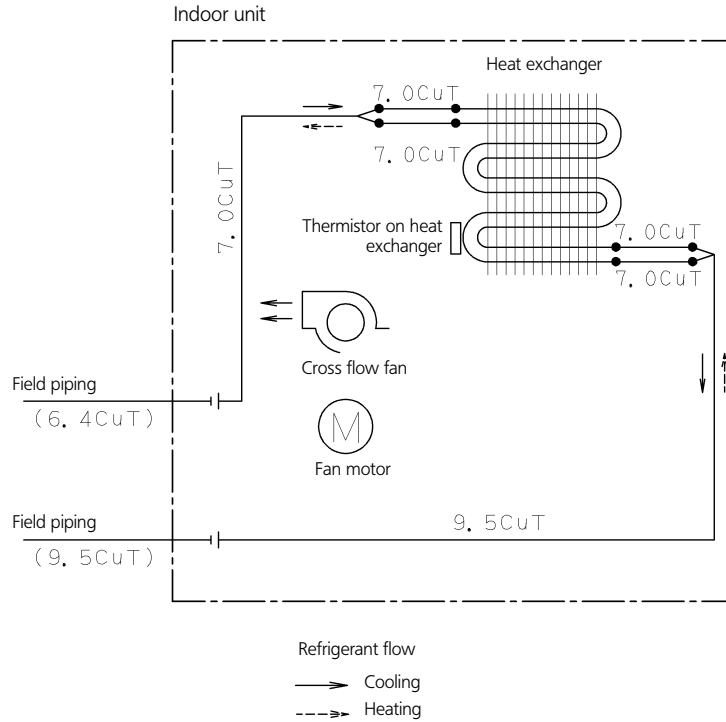 Indoor unit
Heat exchanger
7. 0CuT
7. 0CuT
7. 0CuT
Thermistor on heat
exchanger
7. 0CuT
7. 0CuT
Cross flow fan
Field piping
(6. 4CuT)
M
Fan motor
Field piping
(9. 5CuT)
9. 5CuT
Refrigerant flow
Cooling
Heating